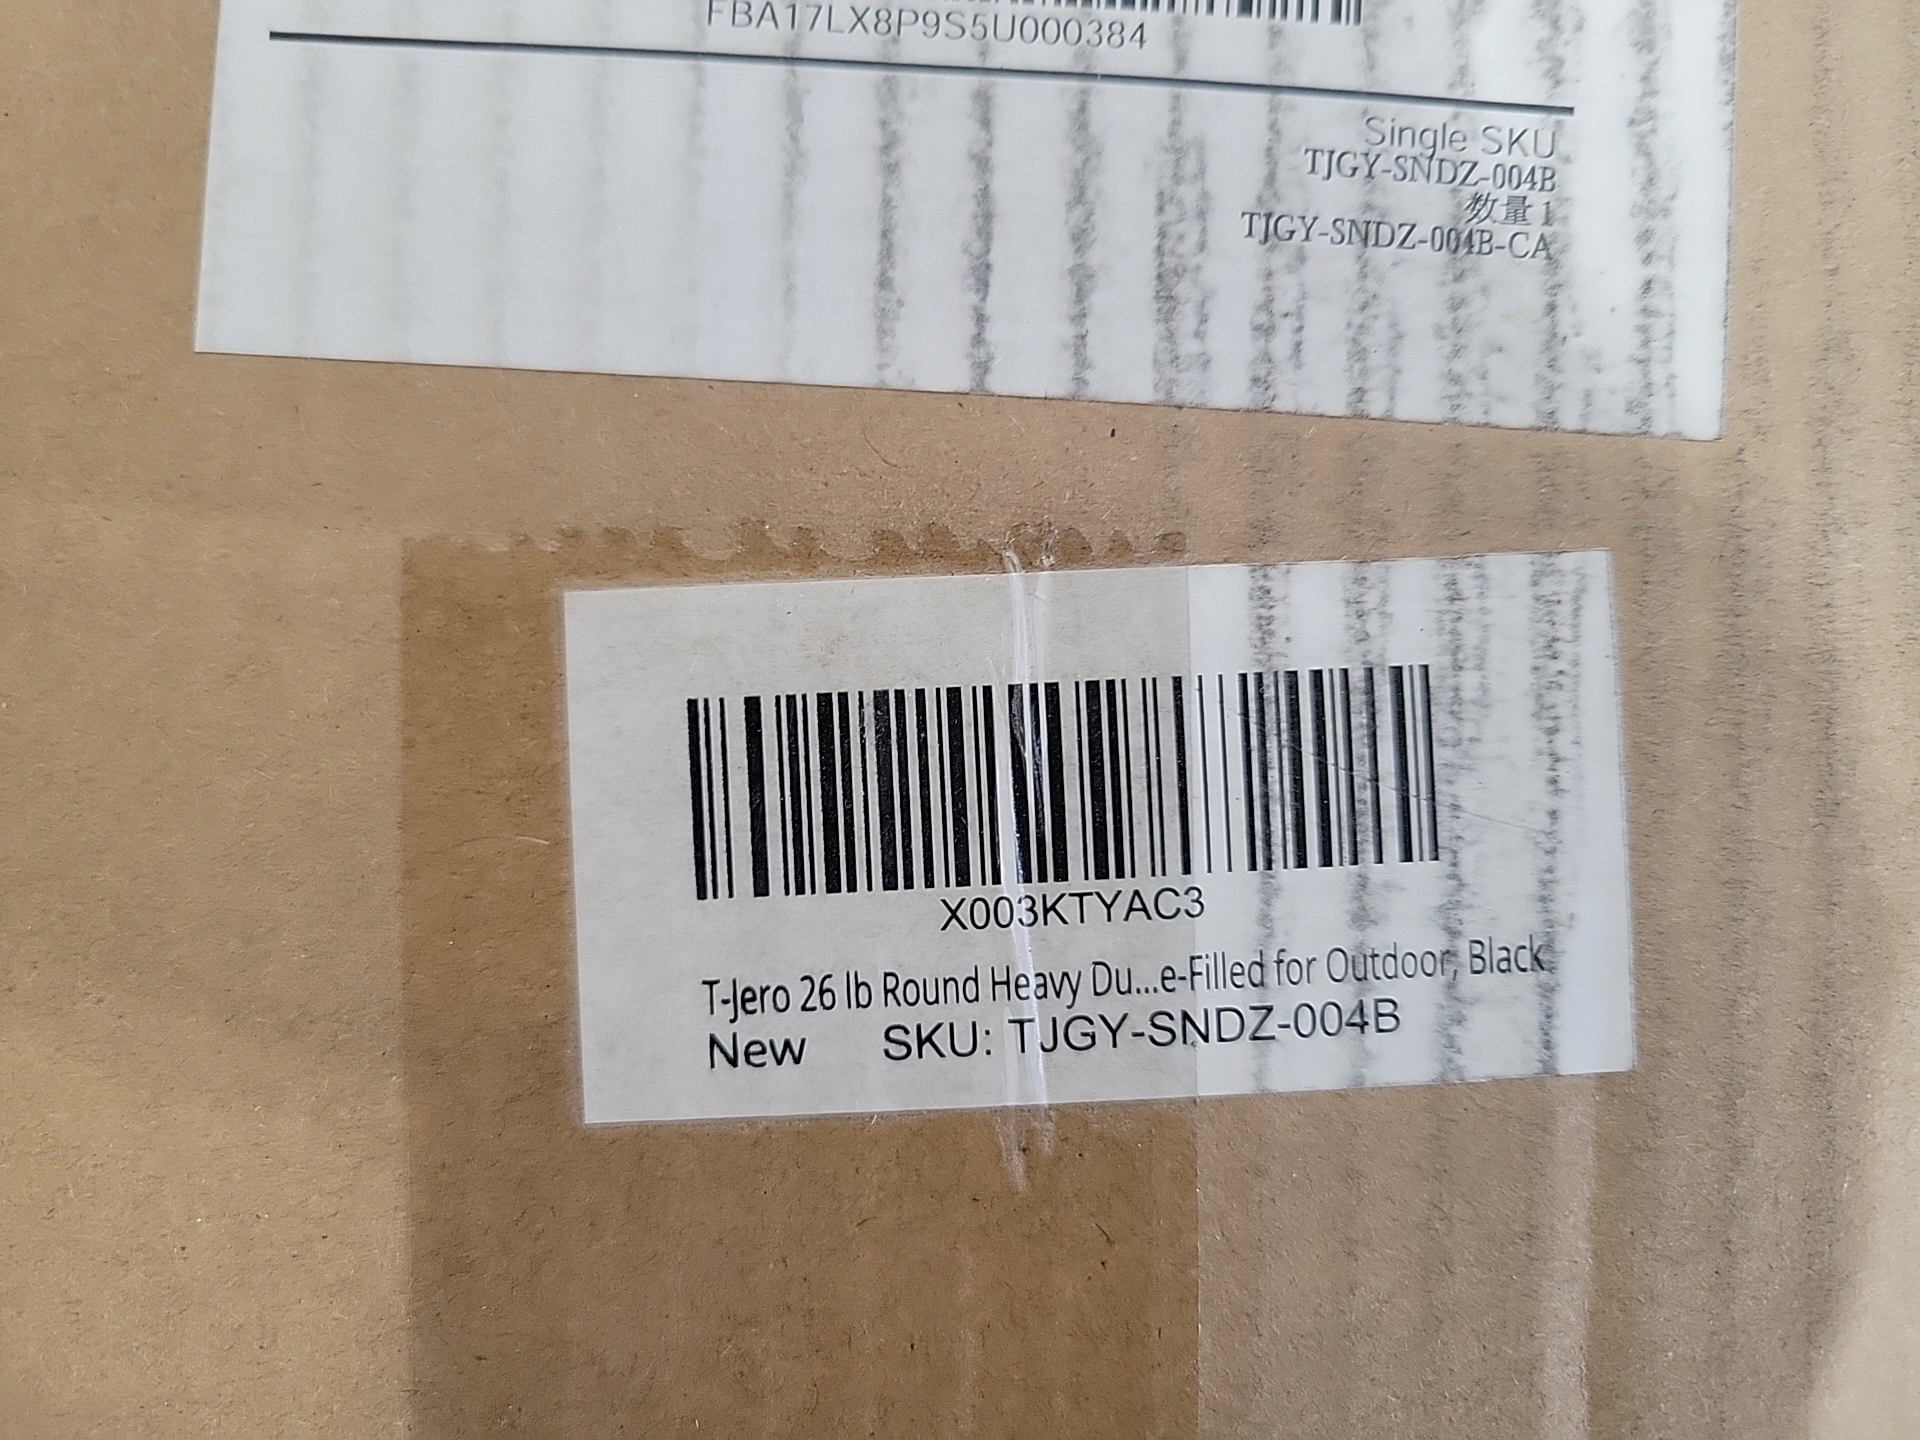 FBA17LX8P9S5U000384
Single SKU
TJGY-SNDZ-004B
数量 1
TJGY-SNDZ-004B-CA
X003KTYAC3
T-Jero 26 lb Round Heavy Du...e-Filled for Outdoor, Black
New SKU: TJGY-SNDZ-004B